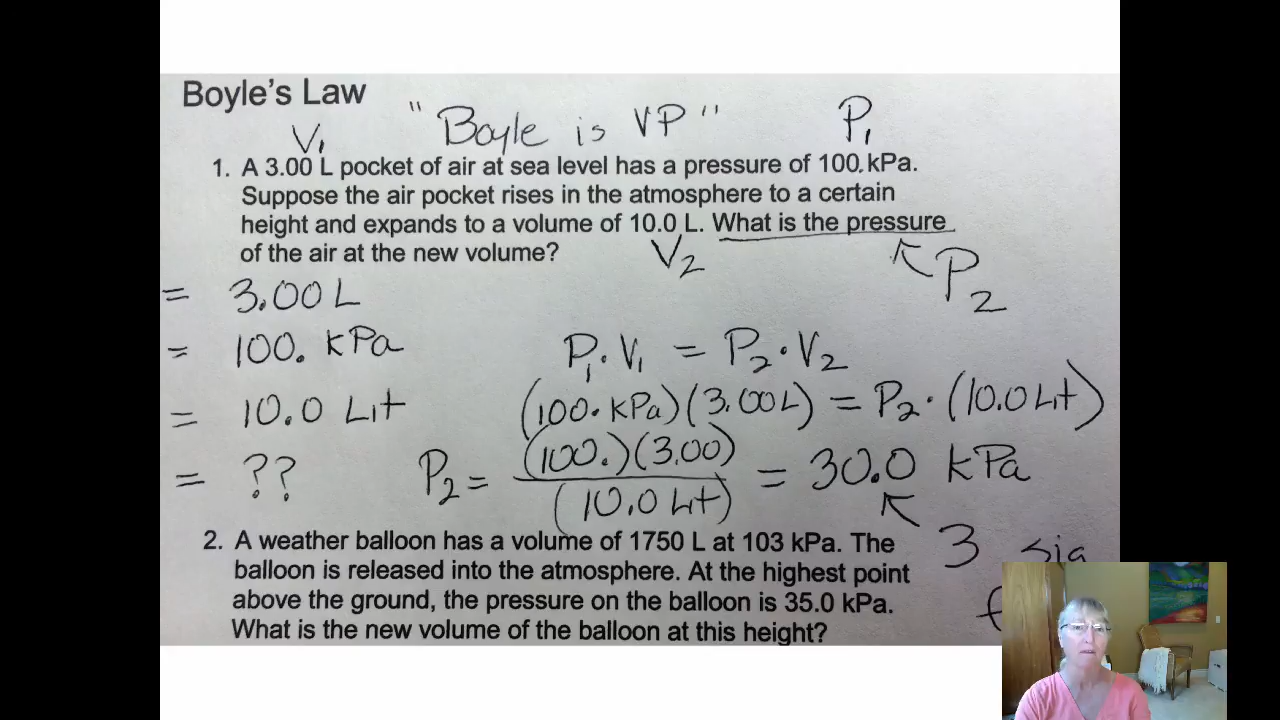 Boyle's Law
"Boyle is VP"
V₁
P₁
1. A 3.00 L pocket of air at sea level has a pressure of 100. kPa.
Suppose the air pocket rises in the atmosphere to a certain
height and expands to a volume of 10.0 L. What is the pressure
of the air at the new volume?
V₂
P₂
= 3.00 L
= 100. kPa
P₁ · V₁ = P₂ · V₂
= 10.0 Lit
(100. kPa)(3.00L) = P₂ · (10.0 Lit)
= ??
P₂ = (100.)(3.00) / (10.0 Lit) = 30.0 kPa
3 sig
f
2. A weather balloon has a volume of 1750 L at 103 kPa. The
balloon is released into the atmosphere. At the highest point
above the ground, the pressure on the balloon is 35.0 kPa.
What is the new volume of the balloon at this height?